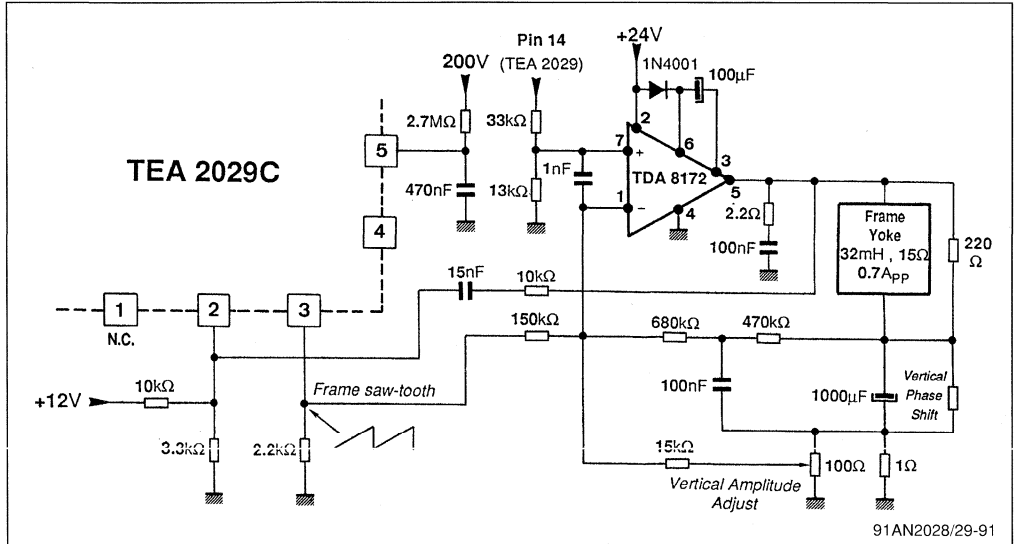 +24V
Pin 14
(TEA 2029)
200V
1N4001
100µF
2.7MΩ
33kΩ
2
6
3
5
7
+
TEA 2029C
1nF
TDA 8172
5
470nF
13kΩ
1
−
4
2.2Ω
Frame
Yoke
32mH , 15Ω
0.7APP
220
Ω
4
100nF
15nF
10kΩ
1
2
3
N.C.
150kΩ
680kΩ
470kΩ
10kΩ
Frame saw-tooth
100nF
1000µF
Vertical
Phase
Shift
+12V
3.3kΩ
2.2kΩ
15kΩ
100Ω
1Ω
Vertical Amplitude
Adjust
91AN2028/29-91